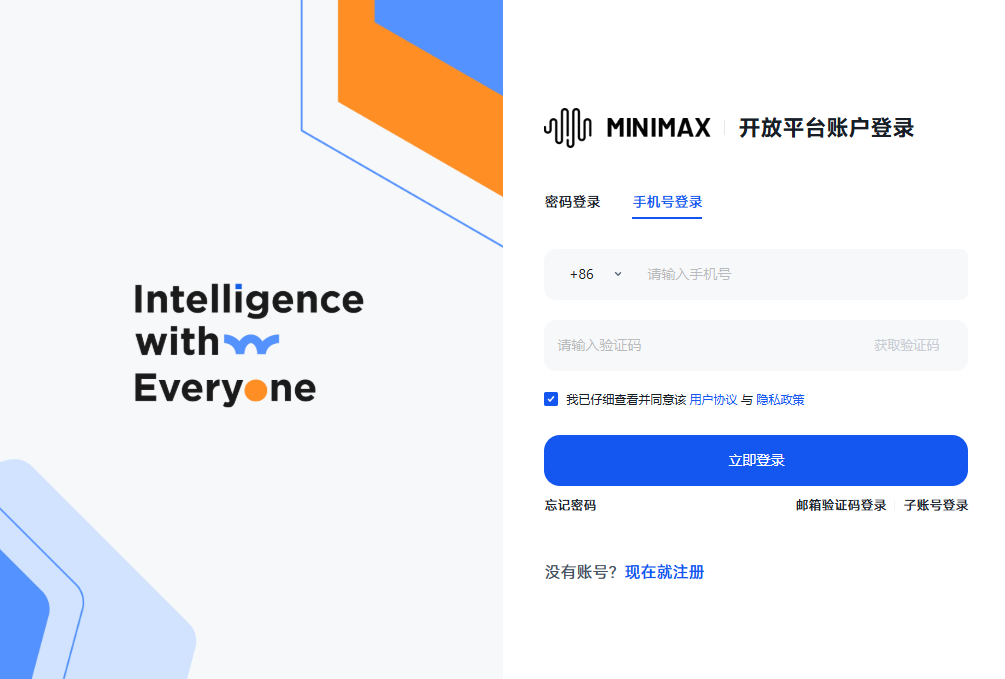 Intelligence
with
Everyone
MINIMAX 开放平台账户登录
密码登录 手机号登录
+86 请输入手机号
请输入验证码 获取验证码
我已仔细查看并同意该 用户协议 与 隐私政策
立即登录
忘记密码 邮箱验证码登录 子账号登录
没有账号？现在就注册